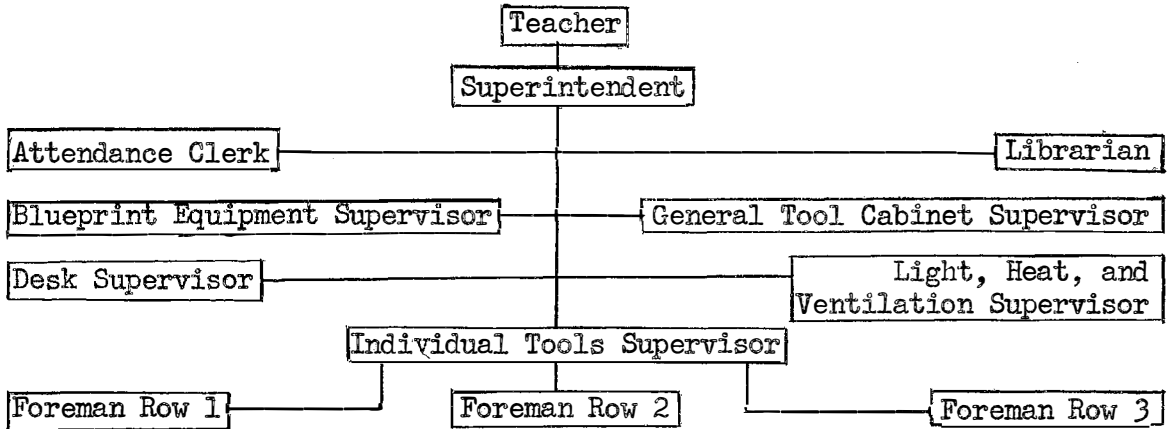 Teacher
Superintendent
Attendance Clerk
Librarian
Blueprint Equipment Supervisor
General Tool Cabinet Supervisor
Desk Supervisor
Light, Heat, and
Ventilation Supervisor
Individual Tools Supervisor
Foreman Row 1
Foreman Row 2
Foreman Row 3